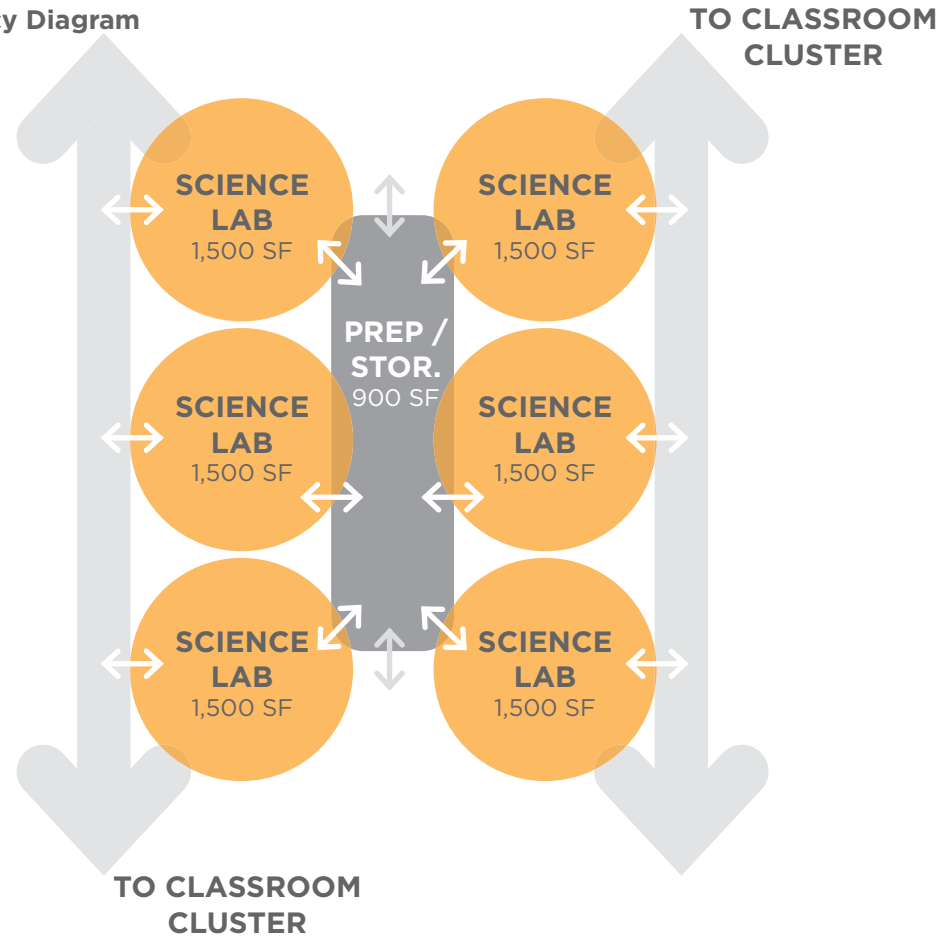 cy Diagram
TO CLASSROOM
CLUSTER
SCIENCE
LAB
1,500 SF
SCIENCE
LAB
1,500 SF
PREP /
STOR.
900 SF
SCIENCE
LAB
1,500 SF
SCIENCE
LAB
1,500 SF
SCIENCE
LAB
1,500 SF
SCIENCE
LAB
1,500 SF
TO CLASSROOM
CLUSTER